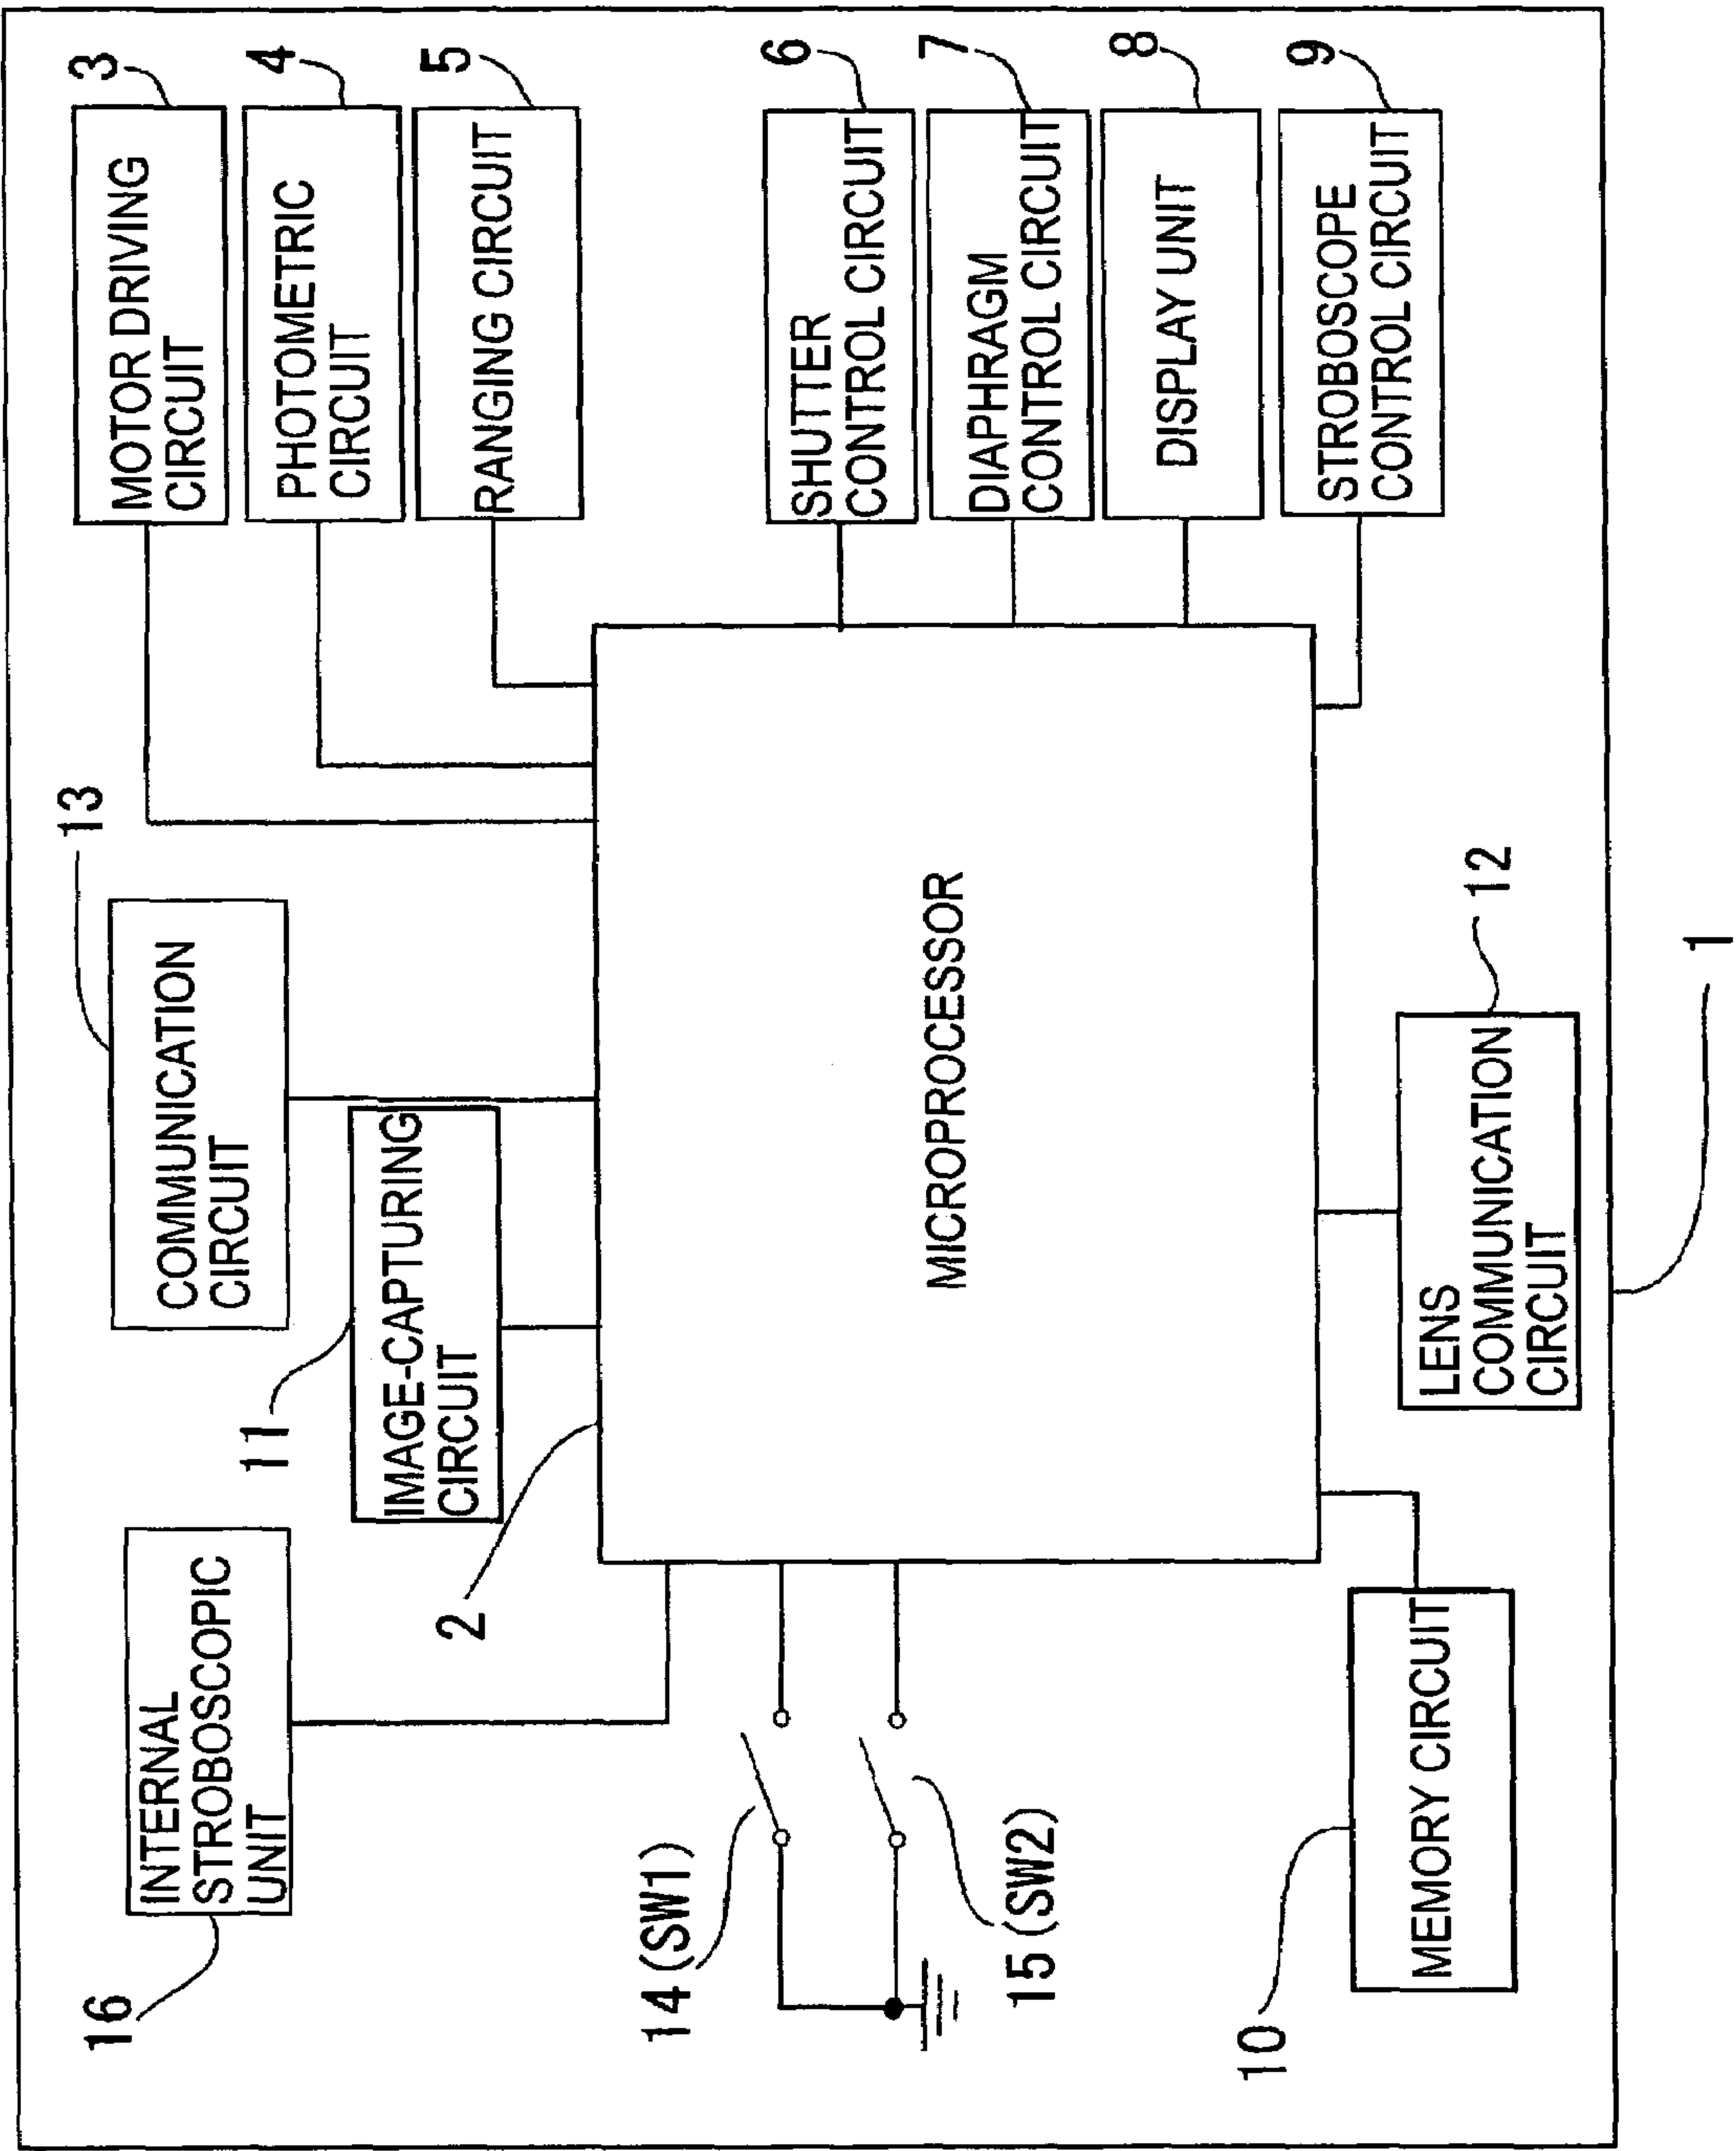 16
INTERNAL
STROBOSCOPIC
UNIT
13
COMMUNICATION
CIRCUIT
11
IMAGE-CAPTURING
CIRCUIT
3
MOTOR DRIVING
CIRCUIT
4
PHOTOMETRIC
CIRCUIT
5
RANGING CIRCUIT
2
MICROPROCESSOR
14 (SW1)
15 (SW2)
6
SHUTTER
CONTROL CIRCUIT
7
DIAPHRAGM
CONTROL CIRCUIT
8
DISPLAY UNIT
9
STROBOSCOPE
CONTROL CIRCUIT
10
MEMORY CIRCUIT
12
LENS
COMMUNICATION
CIRCUIT
1